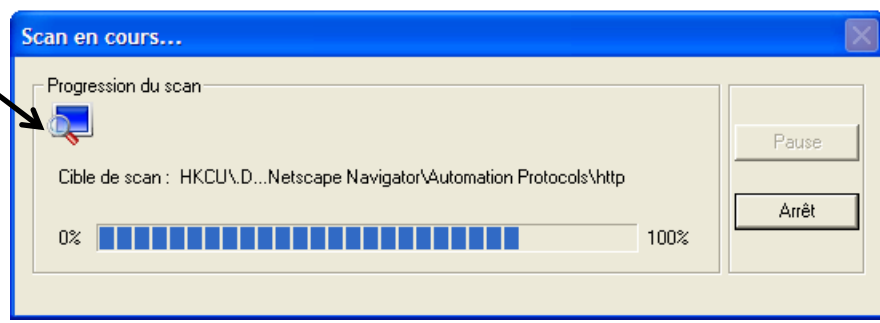 Scan en cours...
Progression du scan
Cible de scan : HKCU\.D...Netscape Navigator\Automation Protocols\http
0% 100%
Pause
Arrêt